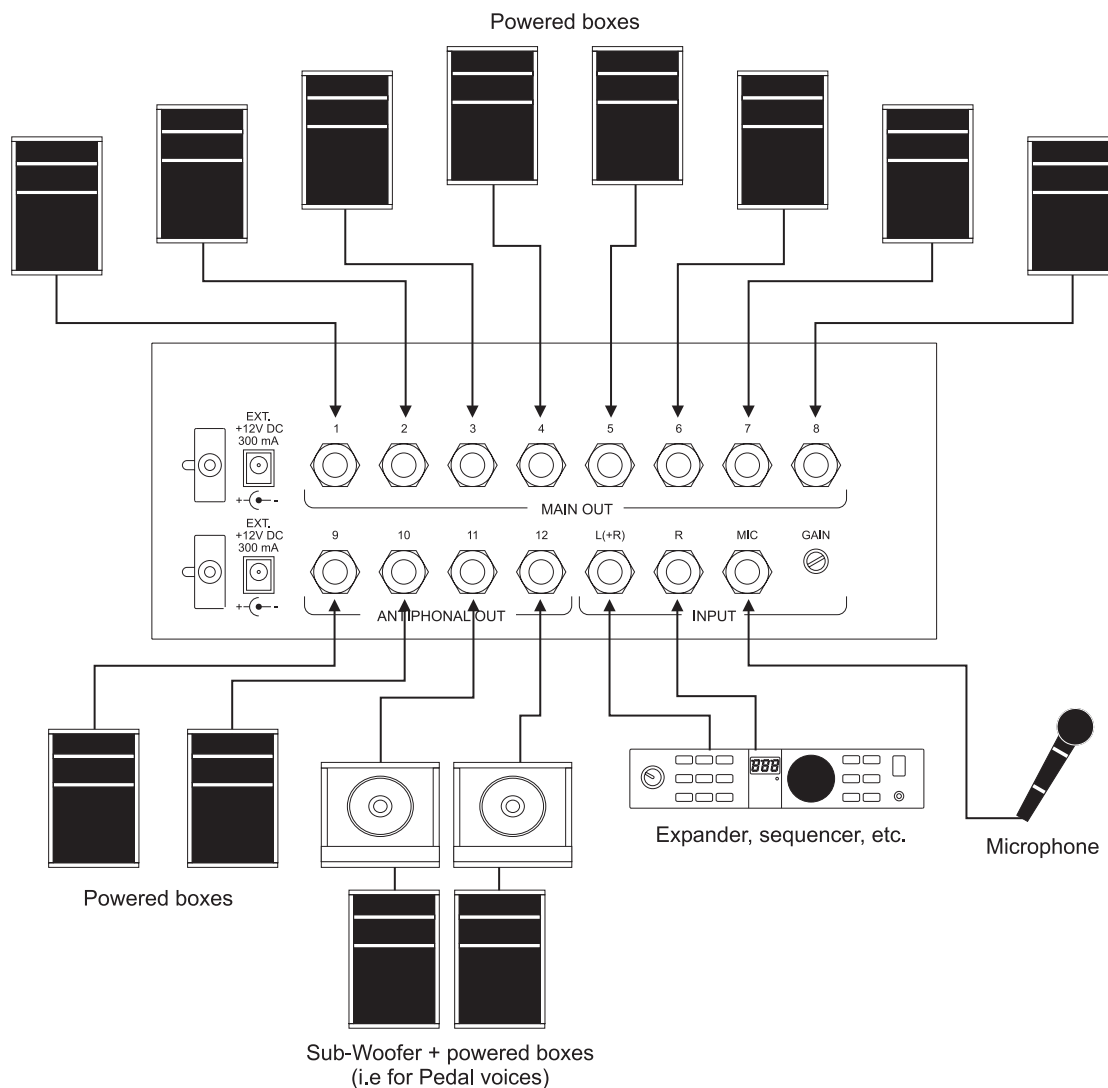 Powered boxes
EXT.
+12V DC
300 mA
1 2 3 4 5 6 7 8
+ -
MAIN OUT
EXT.
+12V DC
300 mA
9 10 11 12 L(+R) R MIC GAIN
+ -
ANTIPHONAL OUT INPUT
888
Expander, sequencer, etc.
Microphone
Powered boxes
Sub-Woofer + powered boxes
(i.e for Pedal voices)